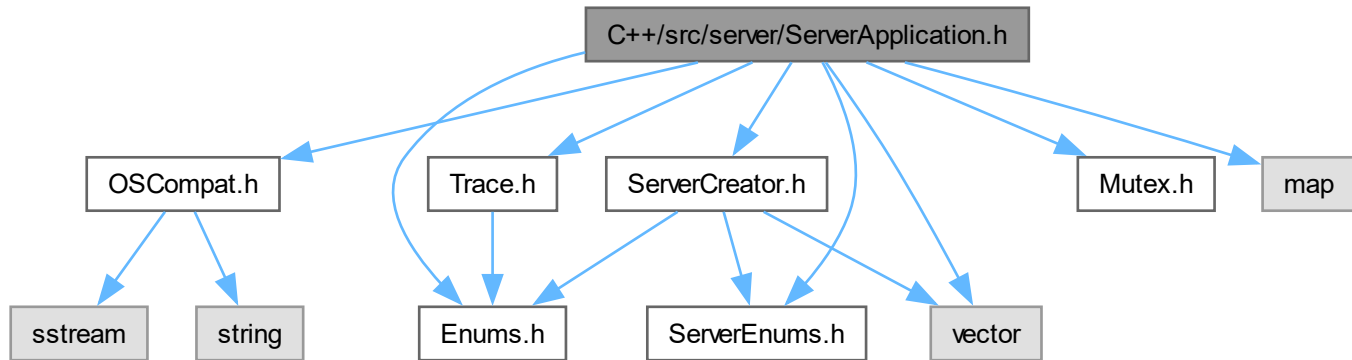 C++/src/server/ServerApplication.h
OSCompat.h
Trace.h
ServerCreator.h
Mutex.h
map
sstream
string
Enums.h
ServerEnums.h
vector